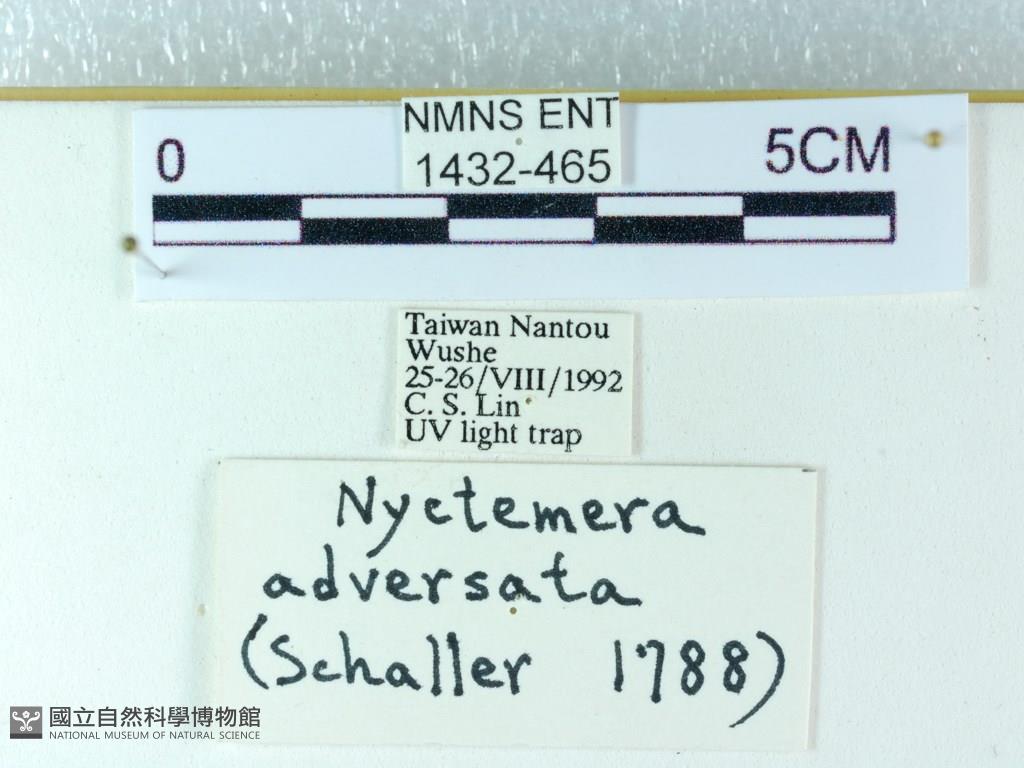 NMNS ENT
1432-465
0
5CM
Taiwan Nantou
Wushe
25-26/VIII/1992
C. S. Lin
UV light trap
Nyctemera
adversata
(Schaller 1788)
國立自然科學博物館
NATIONAL MUSEUM OF NATURAL SCIENCE